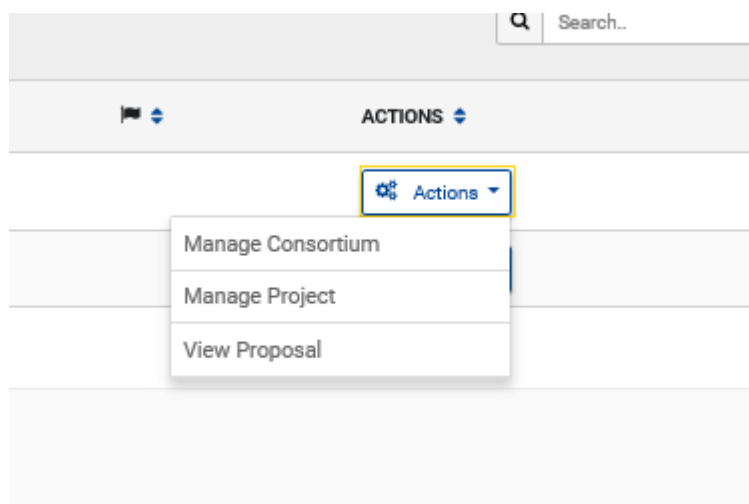 Search..
ACTIONS
Actions
Manage Consortium
Manage Project
View Proposal